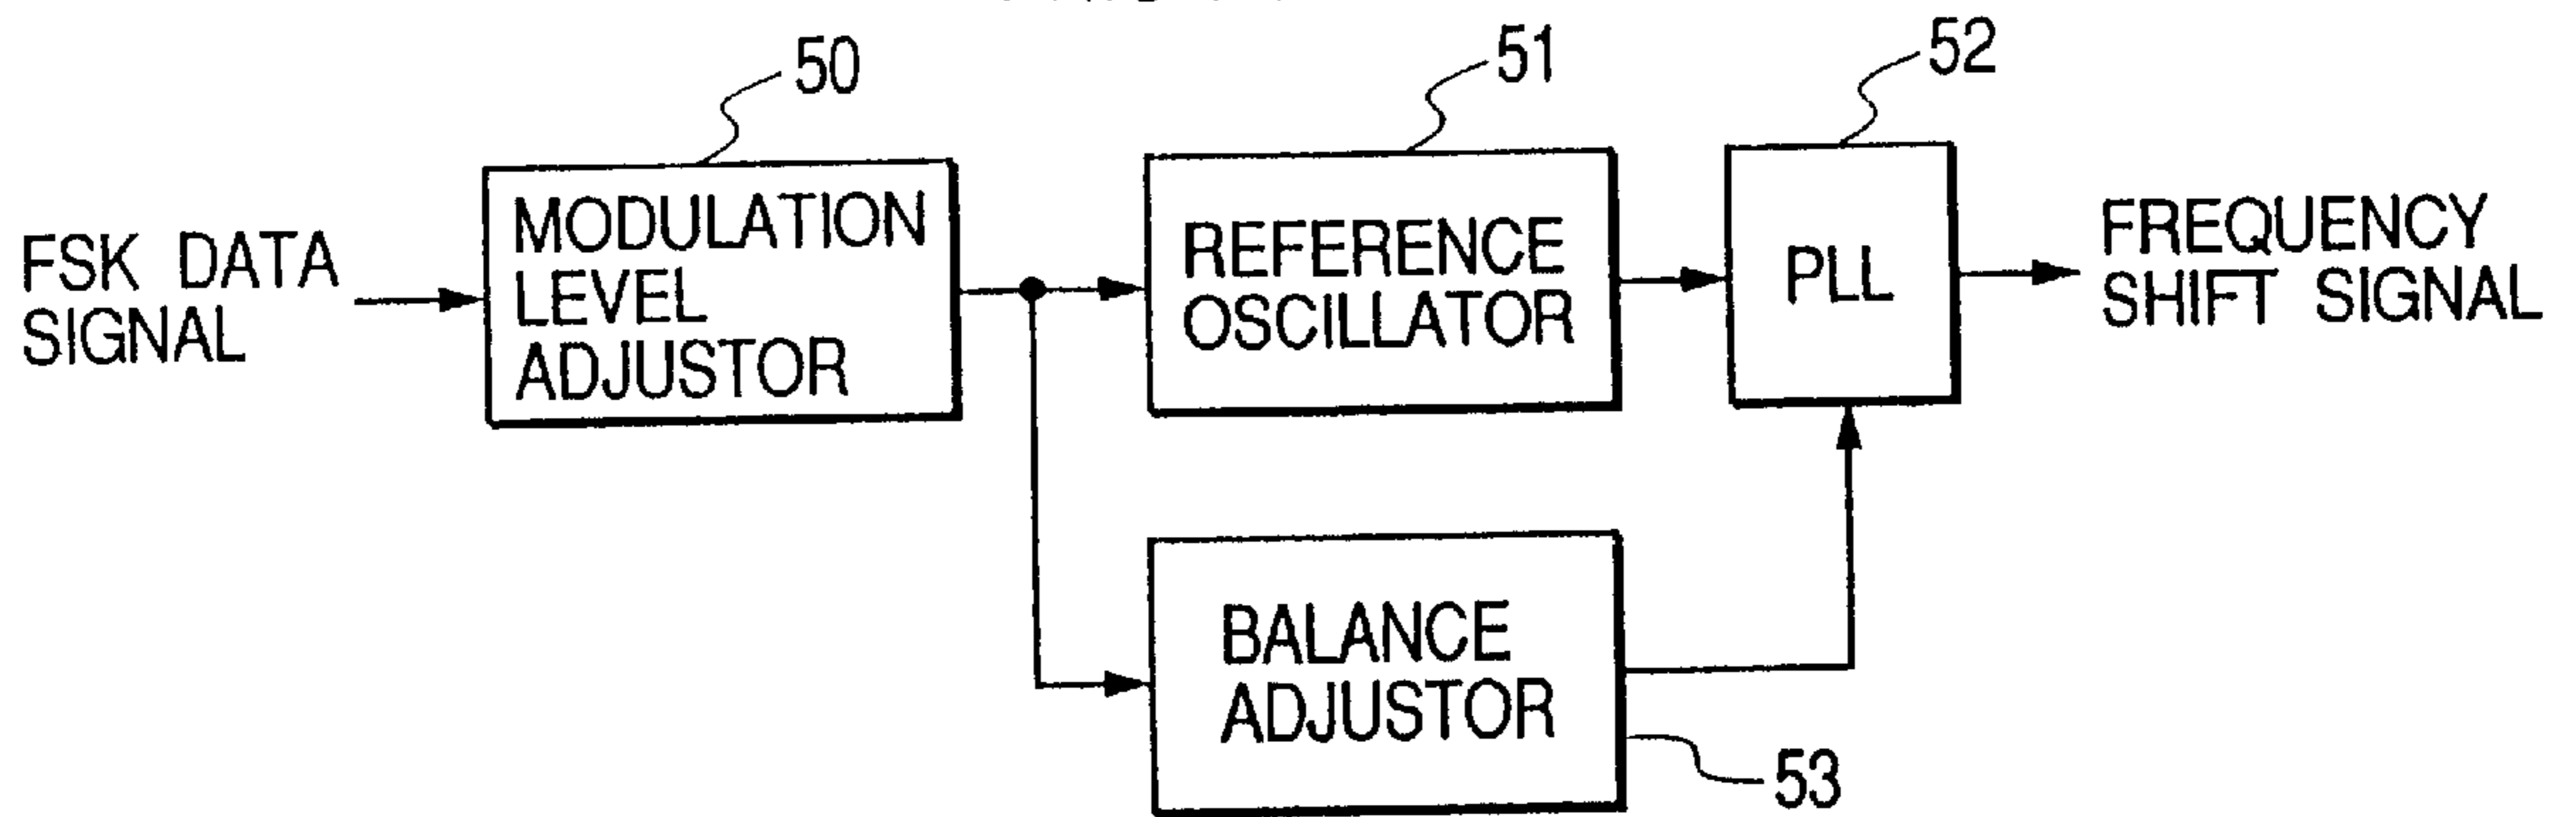 50
51
52
FSK DATA
SIGNAL
MODULATION
LEVEL
ADJUSTOR
REFERENCE
OSCILLATOR
PLL
FREQUENCY
SHIFT SIGNAL
BALANCE
ADJUSTOR
53